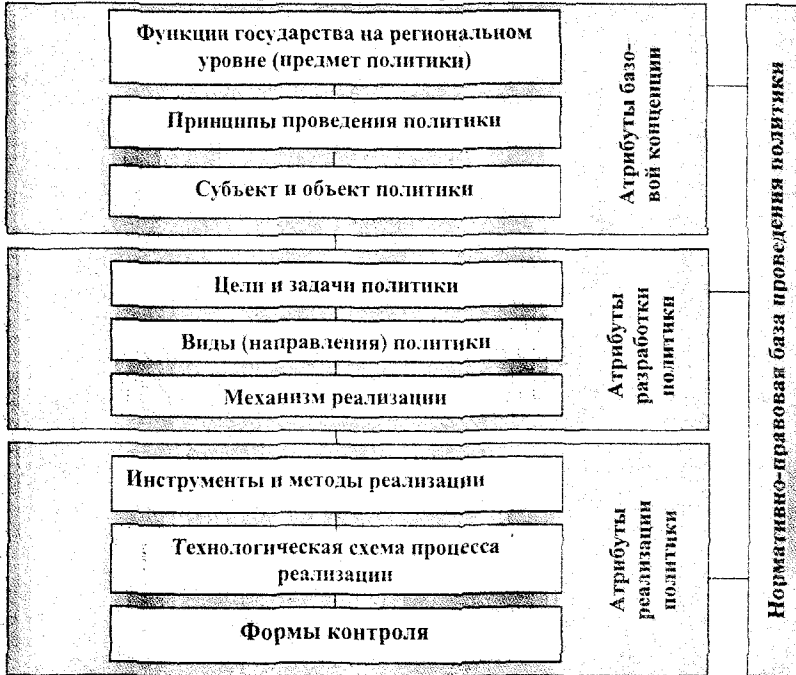 Функции государства на региональном
уровне (предмет политики)
Принципы проведения политики
Субъект и объект политики
Атрибуты базо-
вой концепции
Цели и задачи политики
Виды (направления) политики
Механизм реализации
Атрибуты
разработки
политики
Инструменты и методы реализации
Технологическая схема процесса
реализации
Формы контроля
Атрибуты
реализации
политики
Нормативно-правовая база проведения политики